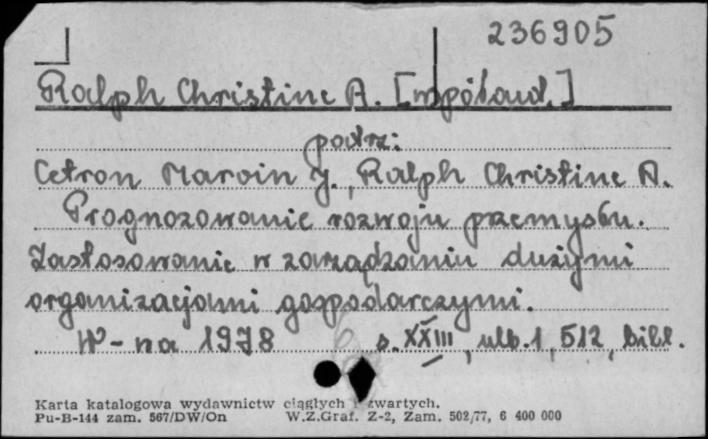 236905
Ralph Christine A. [współaut.]
podrz:
Cetron Marvin J., Ralph Christine A.
Prognozowanie rozwoju przemysłu.
Zastosowanie w zarządzaniu dużymi
organizacjami gospodarczymi.
W-wa 1978 s. XXIII, ulb.1, 512, bibl.
Karta katalogowa wydawnictw ciągłych i zwartych.
Pu-B-144 zam. 567/DW/On W.Z.Graf. Z-2, Zam. 502/77, 6 400 000